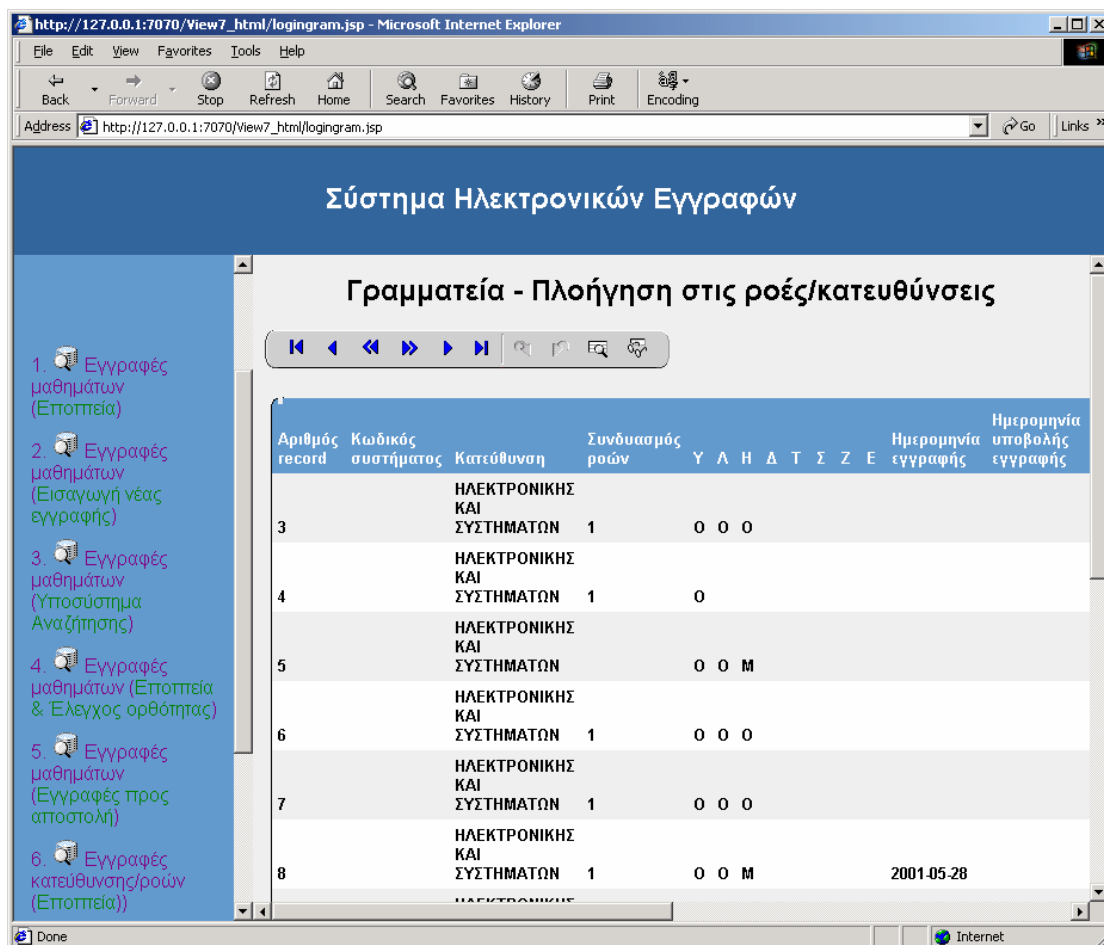 http://127.0.0.1:7070/View7_html/logingram.jsp - Microsoft Internet Explorer
File Edit View Favorites Tools Help
Back Forward Stop Refresh Home Search Favorites History Print Encoding
Address http://127.0.0.1:7070/View7_html/logingram.jsp Go Links »
Σύστημα Ηλεκτρονικών Εγγραφών
1. Εγγραφές
μαθημάτων
(Εποπτεία)
2. Εγγραφές
μαθημάτων
(Εισαγωγή νέας
εγγραφής)
3. Εγγραφές
μαθημάτων
(Υποσύστημα
Αναζήτησης)
4. Εγγραφές
μαθημάτων (Εποπτεία
& Έλεγχος ορθότητας)
5. Εγγραφές
μαθημάτων
(Εγγραφές προς
αποστολή)
6. Εγγραφές
κατεύθυνσης/ροών
(Εποπτεία))
Γραμματεία - Πλοήγηση στις ροές/κατευθύνσεις
Ημερομηνία
Αριθμός Κωδικός Συνδυασμός Ημερομηνία υποβολής
record συστήματος Κατεύθυνση ροών Υ Λ Η Δ Τ Σ Ζ Ε εγγραφής εγγραφής
ΗΛΕΚΤΡΟΝΙΚΗΣ
ΚΑΙ
3 ΣΥΣΤΗΜΑΤΩΝ 1 Ο Ο Ο
ΗΛΕΚΤΡΟΝΙΚΗΣ
ΚΑΙ
4 ΣΥΣΤΗΜΑΤΩΝ 1 Ο
ΗΛΕΚΤΡΟΝΙΚΗΣ
ΚΑΙ
5 ΣΥΣΤΗΜΑΤΩΝ Ο Ο Μ
ΗΛΕΚΤΡΟΝΙΚΗΣ
ΚΑΙ
6 ΣΥΣΤΗΜΑΤΩΝ 1 Ο Ο Ο
ΗΛΕΚΤΡΟΝΙΚΗΣ
ΚΑΙ
7 ΣΥΣΤΗΜΑΤΩΝ 1 Ο Ο Ο
ΗΛΕΚΤΡΟΝΙΚΗΣ
ΚΑΙ
8 ΣΥΣΤΗΜΑΤΩΝ 1 Ο Ο Μ 2001-05-28
Done Internet